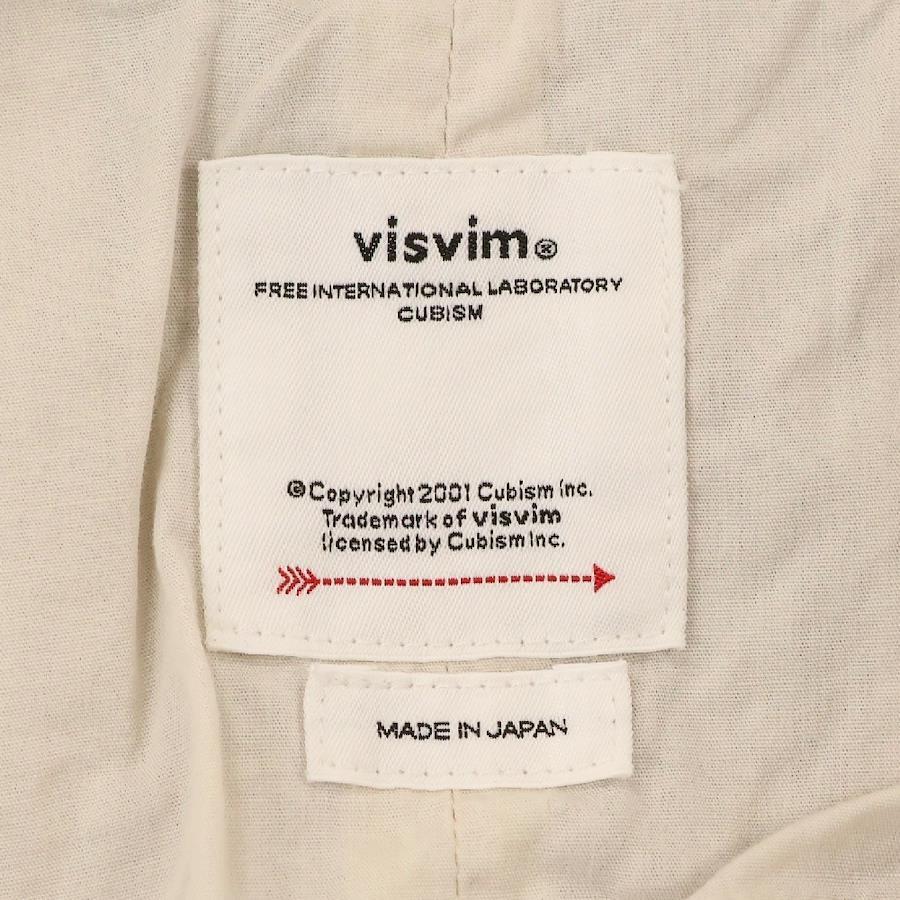 visvim®
FREE INTERNATIONAL LABORATORY
CUBISM
©Copyright 2001 Cubism Inc.
Trademark of visvim
licensed by Cubism Inc.
MADE IN JAPAN